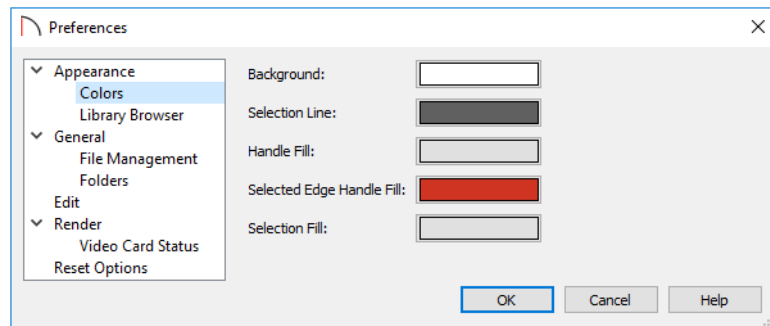 Preferences
Appearance
Colors
Library Browser
General
File Management
Folders
Edit
Render
Video Card Status
Reset Options
Background:
Selection Line:
Handle Fill:
Selected Edge Handle Fill:
Selection Fill:
OK Cancel Help